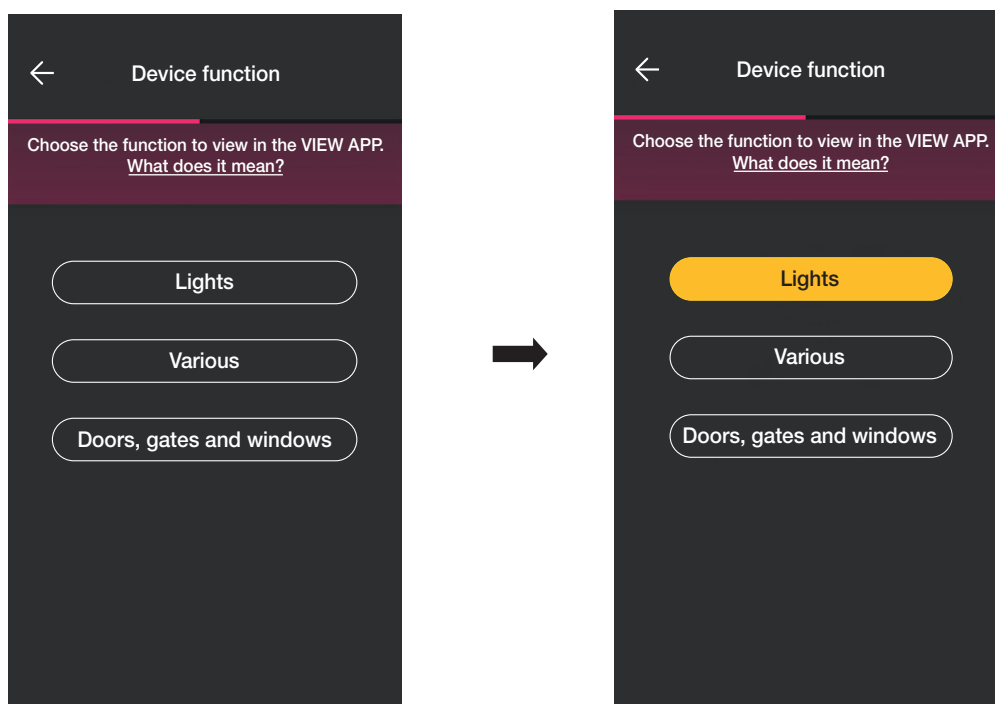 Device function
Choose the function to view in the VIEW APP.
What does it mean?
Lights
Various
Doors, gates and windows
Device function
Choose the function to view in the VIEW APP.
What does it mean?
Lights
Various
Doors, gates and windows